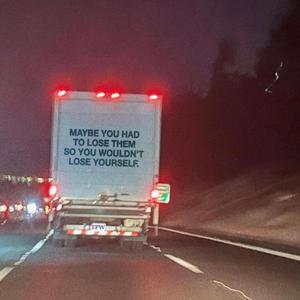 MAYBE YOU HAD
TO LOSE THEM
SO YOU WOULDN'T
LOSE YOURSELF.